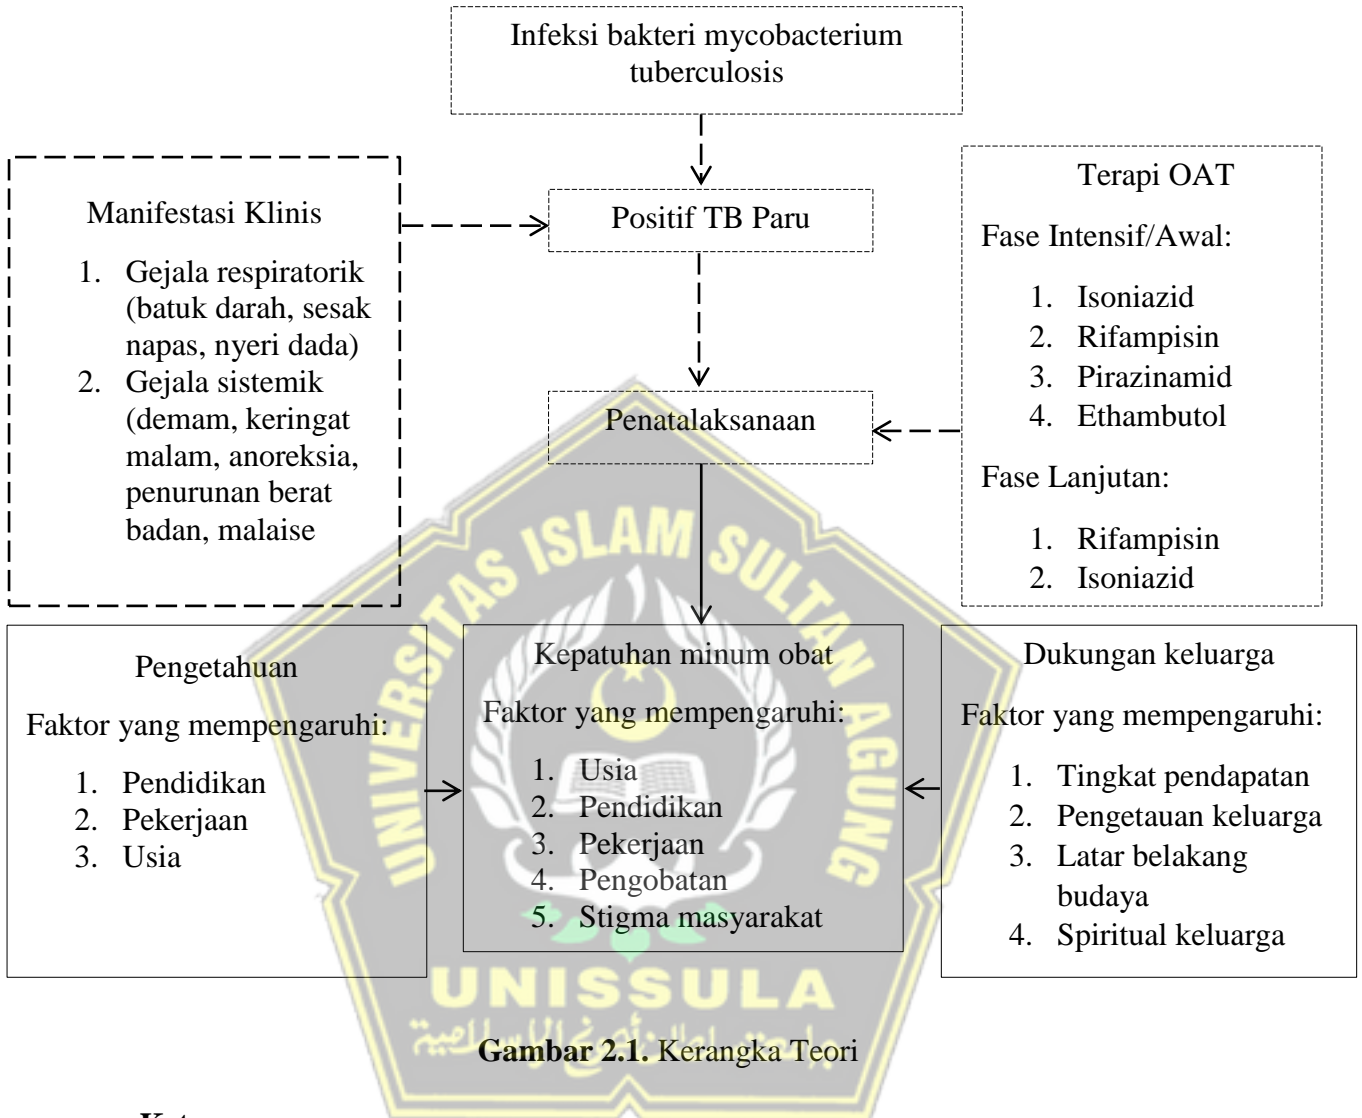 Infeksi bakteri mycobacterium
tuberculosis
Manifestasi Klinis
1. Gejala respiratorik
(batuk darah, sesak
napas, nyeri dada)
2. Gejala sistemik
(demam, keringat
malam, anoreksia,
penurunan berat
badan, malaise
Positif TB Paru
Penatalaksanaan
Terapi OAT
Fase Intensif/Awal:
1. Isoniazid
2. Rifampisin
3. Pirazinamid
4. Ethambutol
Fase Lanjutan:
1. Rifampisin
2. Isoniazid
Pengetahuan
Faktor yang mempengaruhi:
1. Pendidikan
2. Pekerjaan
3. Usia
Kepatuhan minum obat
Faktor yang mempengaruhi:
1. Usia
2. Pendidikan
3. Pekerjaan
4. Pengobatan
5. Stigma masyarakat
Dukungan keluarga
Faktor yang mempengaruhi:
1. Tingkat pendapatan
2. Pengetauan keluarga
3. Latar belakang
budaya
4. Spiritual keluarga
UNIVERSITAS ISLAM SULTAN AGUNG
UNISSULA
Gambar 2.1. Kerangka Teori